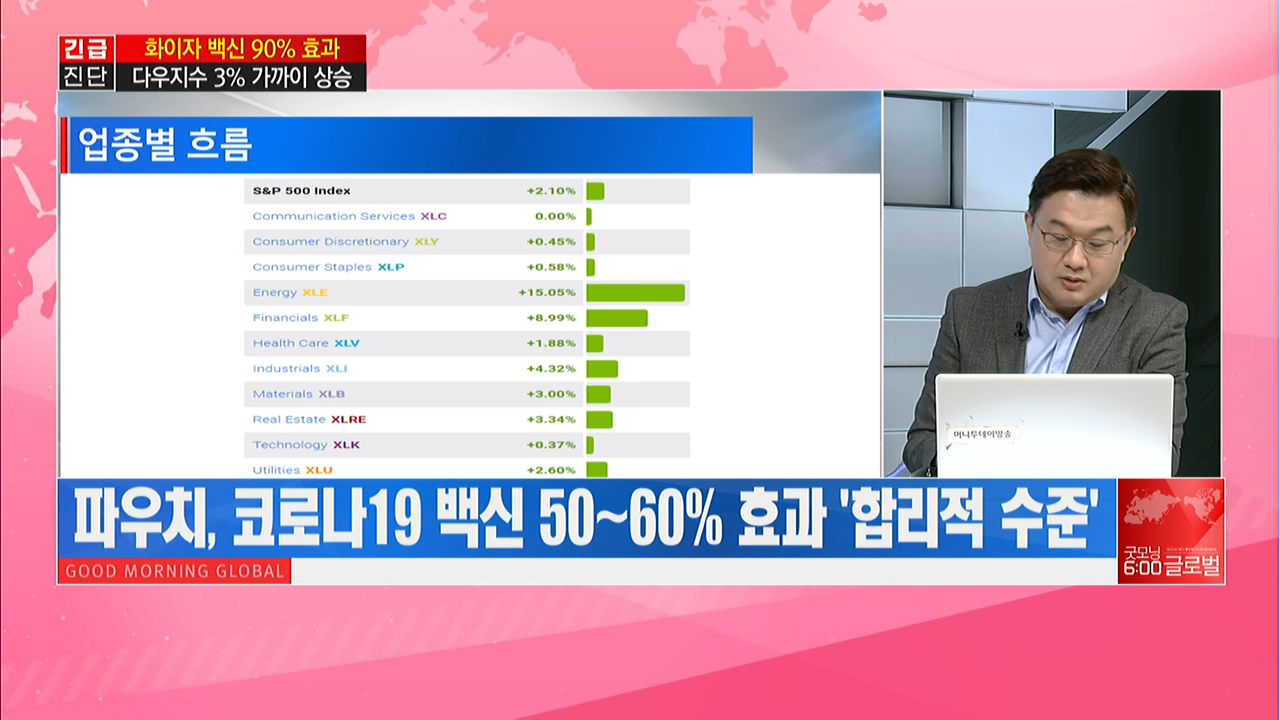 긴급 화이자 백신 90% 효과
진단 다우지수 3% 가까이 상승
업종별 흐름
S&P 500 Index +2.10%
Communication Services XLC 0.00%
Consumer Discretionary XLY +0.45%
Consumer Staples XLP +0.58%
Energy XLE +15.05%
Financials XLF +8.99%
Health Care XLV +1.88%
Industrials XLI +4.32%
Materials XLB +3.00%
Real Estate XLRE +3.34%
Technology XLK +0.37%
Utilities XLU +2.60%
머니투데이방송
파우치, 코로나19 백신 50~60% 효과 '합리적 수준'
굿모닝
6:00 글로벌
GOOD MORNING GLOBAL